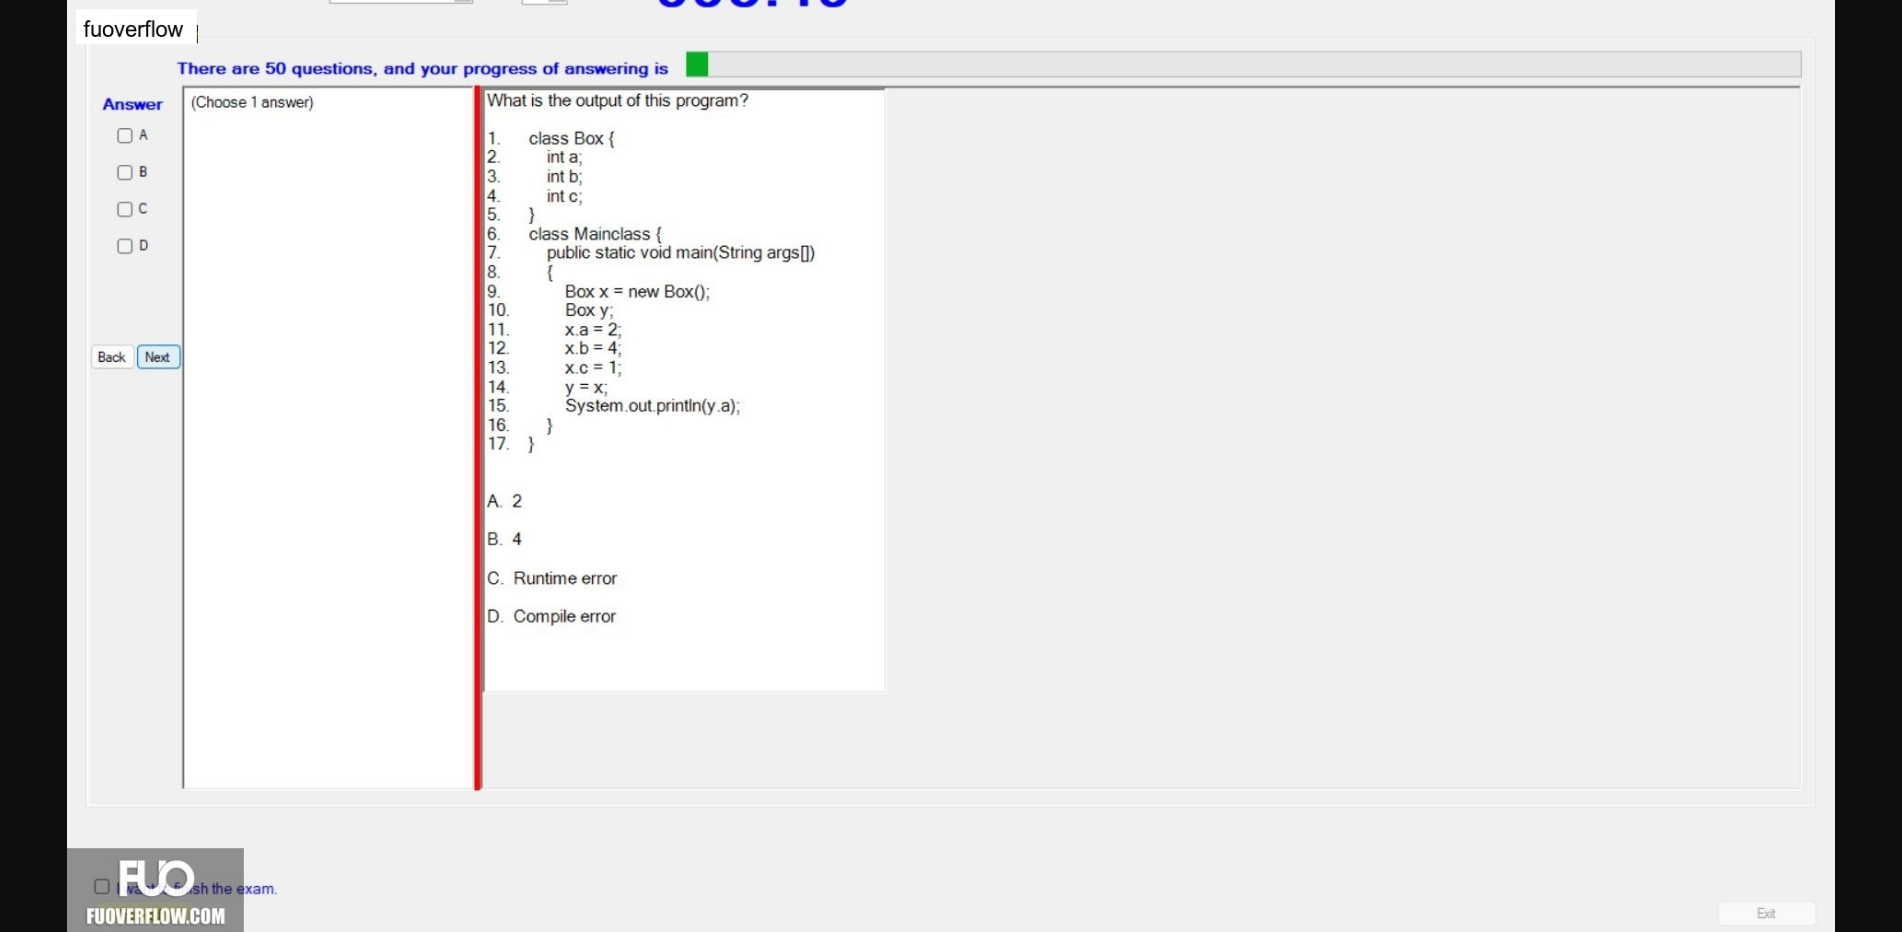 fuoverflow
There are 50 questions, and your progress of answering is
Answer
A
B
C
D
Back Next
(Choose 1 answer)
What is the output of this program?
1. class Box {
2. int a;
3. int b;
4. int c;
5. }
6. class Mainclass {
7. public static void main(String args[])
8. {
9. Box x = new Box();
10. Box y;
11. x.a = 2;
12. x.b = 4;
13. x.c = 1;
14. y = x;
15. System.out.println(y.a);
16. }
17. }
A. 2
B. 4
C. Runtime error
D. Compile error
FUO
I want finish the exam.
FUOVERFLOW.COM
Exit